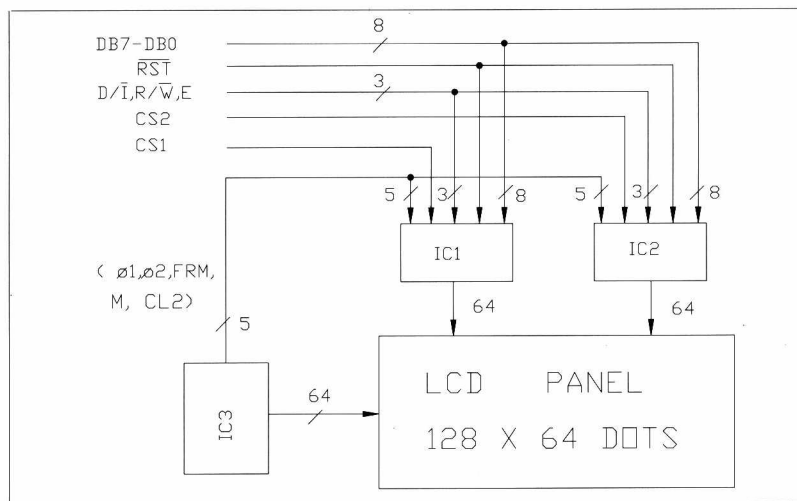 8
DB7-DB0
R̅S̅T̅
D/I̅,R/W̅,E 3
CS2
CS1
5 3 8 5 3 8
IC1 IC2
( ø1,ø2,FRM,
M, CL2)
64 64
5
LCD PANEL
IC3 64
128 X 64 DOTS